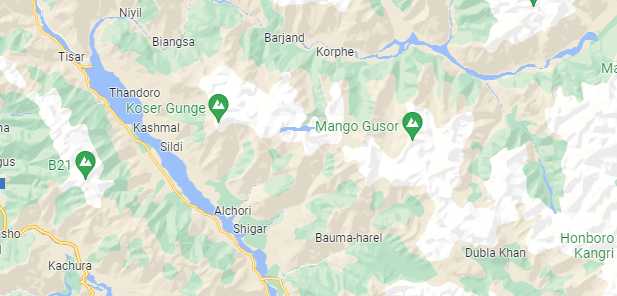 Niyil
Biangsa
Barjand
Korphe
Tisar
Thandoro
Koser Gunge
Kashmal
Mango Gusor
Sildi
B21
Alchori
Shigar
Bauma-harel
Dubla Khan
Honboro
Kangri
Kachura